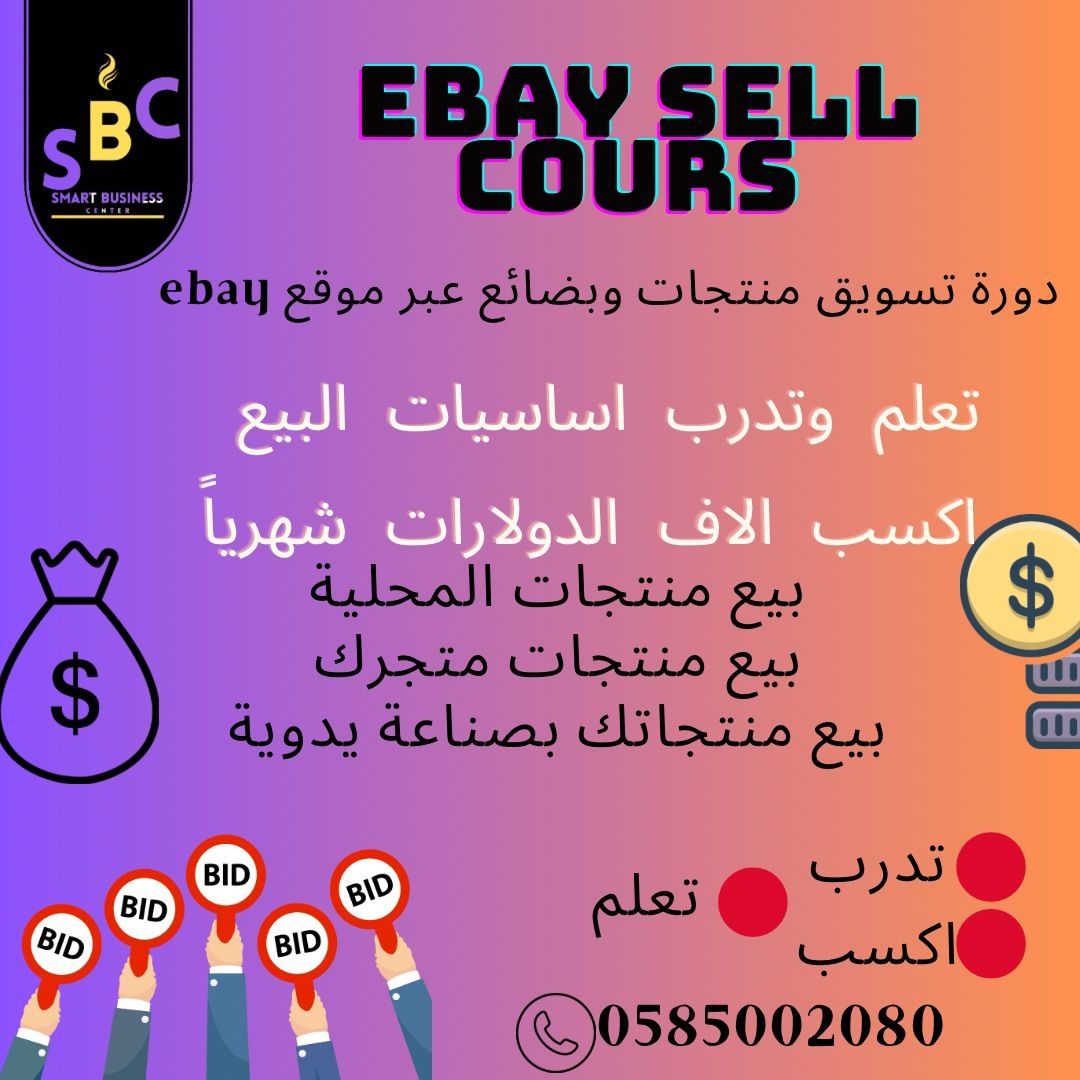 SBC
SMART BUSINESS
CENTER
EBAY SELL
COURS
دورة تسويق منتجات وبضائع عبر موقع ebay
تعلم وتدرب اساسيات البيع
اكسب الاف الدولارات شهرياً
بيع منتجات المحلية
بيع منتجات متجرك
بيع منتجاتك بصناعة يدوية
$
$
BID
BID
BID
BID
BID
تدرب
تعلم
اكسب
0585002080